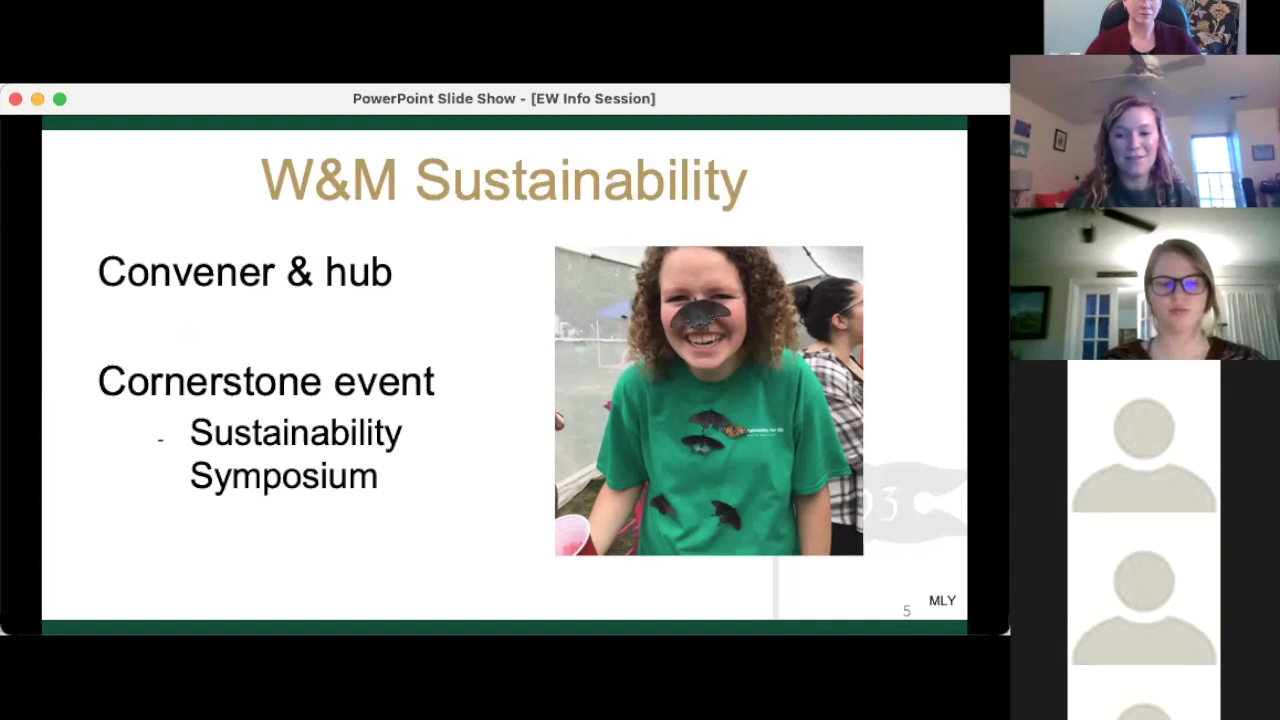 PowerPoint Slide Show - [EW Info Session]
W&M Sustainability
Convener & hub
Cornerstone event
- Sustainability
Symposium
5
MLY